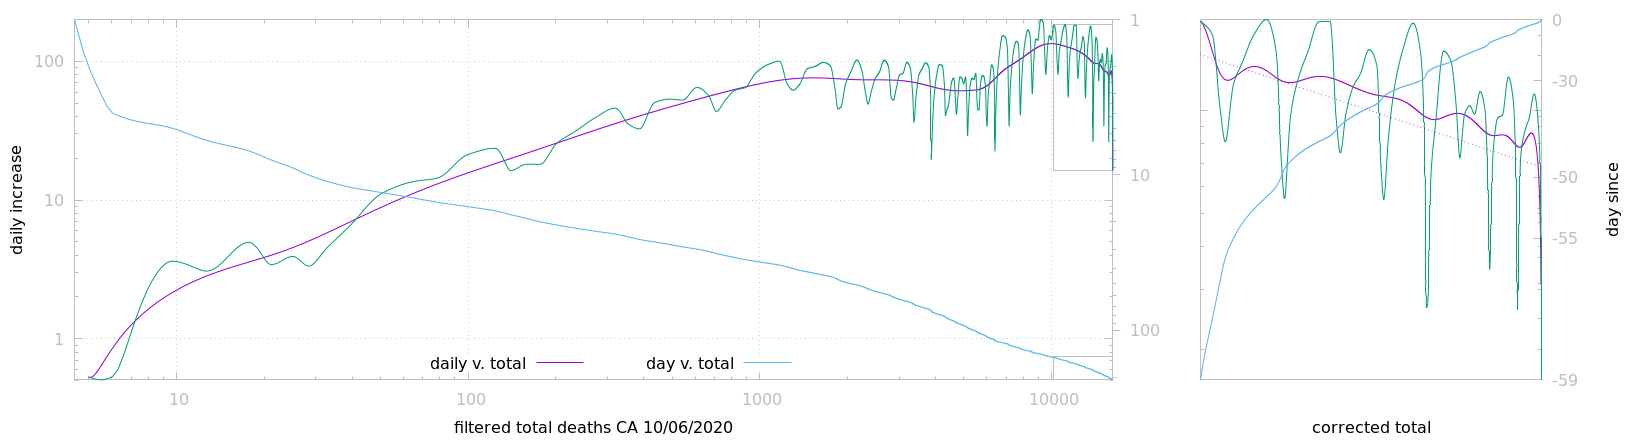 100
10
1
daily increase
10
100
1000
10000
1
10
100
daily v. total
day v. total
filtered total deaths CA 10/06/2020
0
-30
-50
-55
-59
day since
corrected total